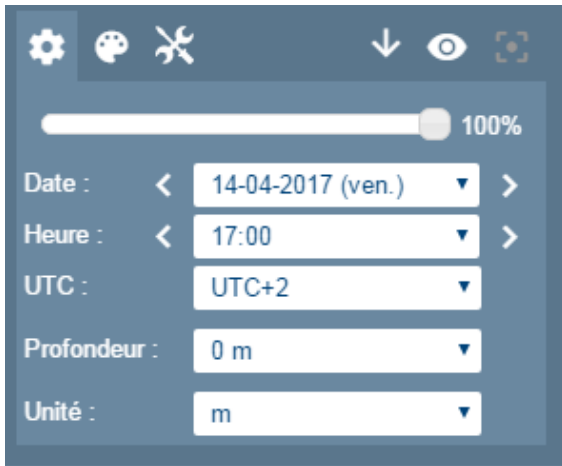 100%
Date : 14-04-2017 (ven.)
Heure : 17:00
UTC : UTC+2
Profondeur : 0 m
Unité : m